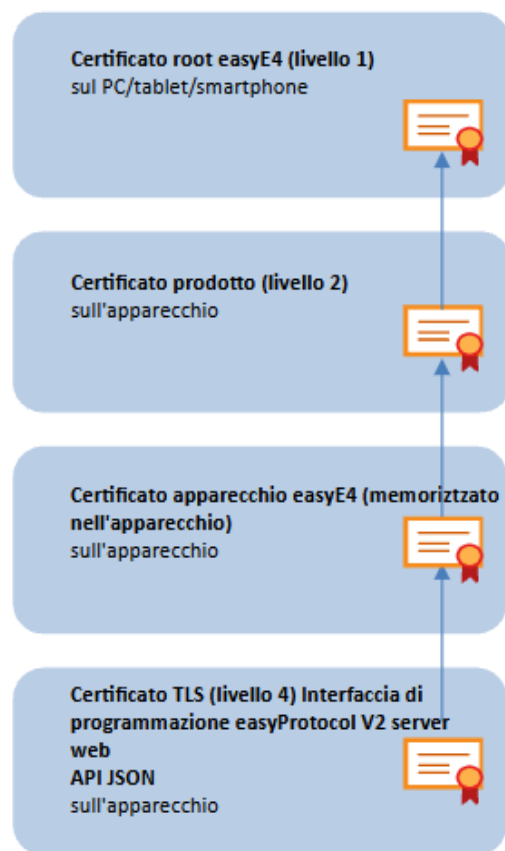 Certificato root easyE4 (livello 1)
sul PC/tablet/smartphone
Certificato prodotto (livello 2)
sull'apparecchio
Certificato apparecchio easyE4 (memoriztzato
nell'apparecchio)
sull'apparecchio
Certificato TLS (livello 4) Interfaccia di
programmazione easyProtocol V2 server
web
API JSON
sull'apparecchio